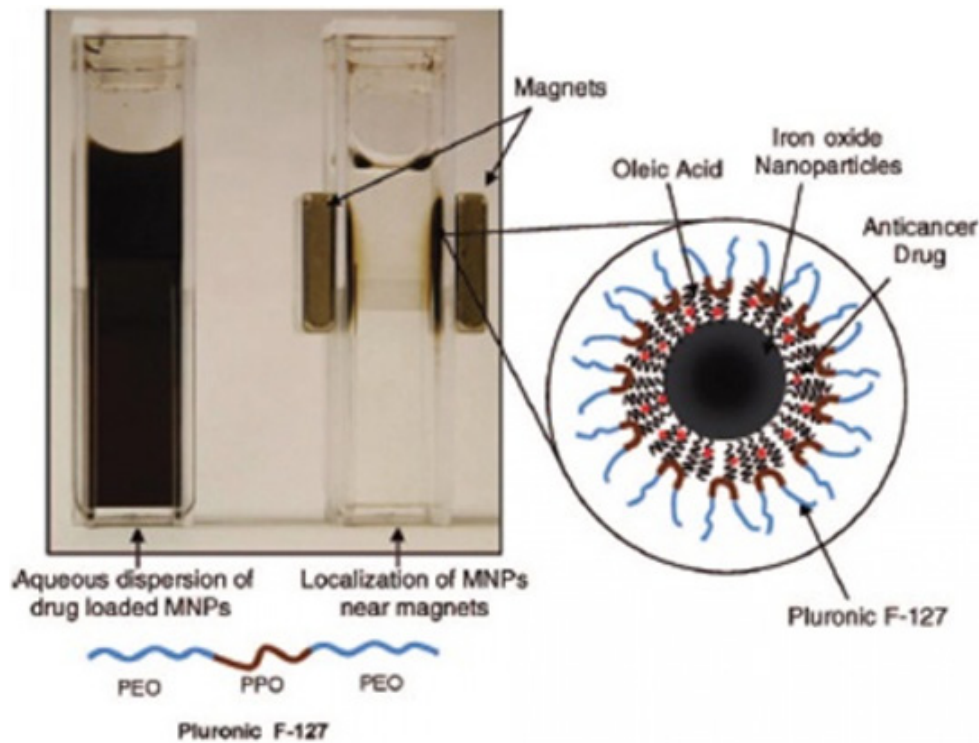 Magnets
Oleic Acid
Iron oxide
Nanoparticles
Anticancer
Drug
Aqueous dispersion of
drug loaded MNPs
Localization of MNPs
near magnets
Pluronic F-127
PEO
PPO
PEO
Pluronic F-127